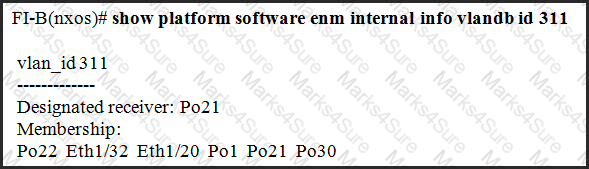 FI-B(nxos)# show platform software enm internal info vlandb id 311
vlan_id 311
-------------
Designated receiver: Po21
Membership:
Po22 Eth1/32 Eth1/20 Po1 Po21 Po30
Marks4Sure